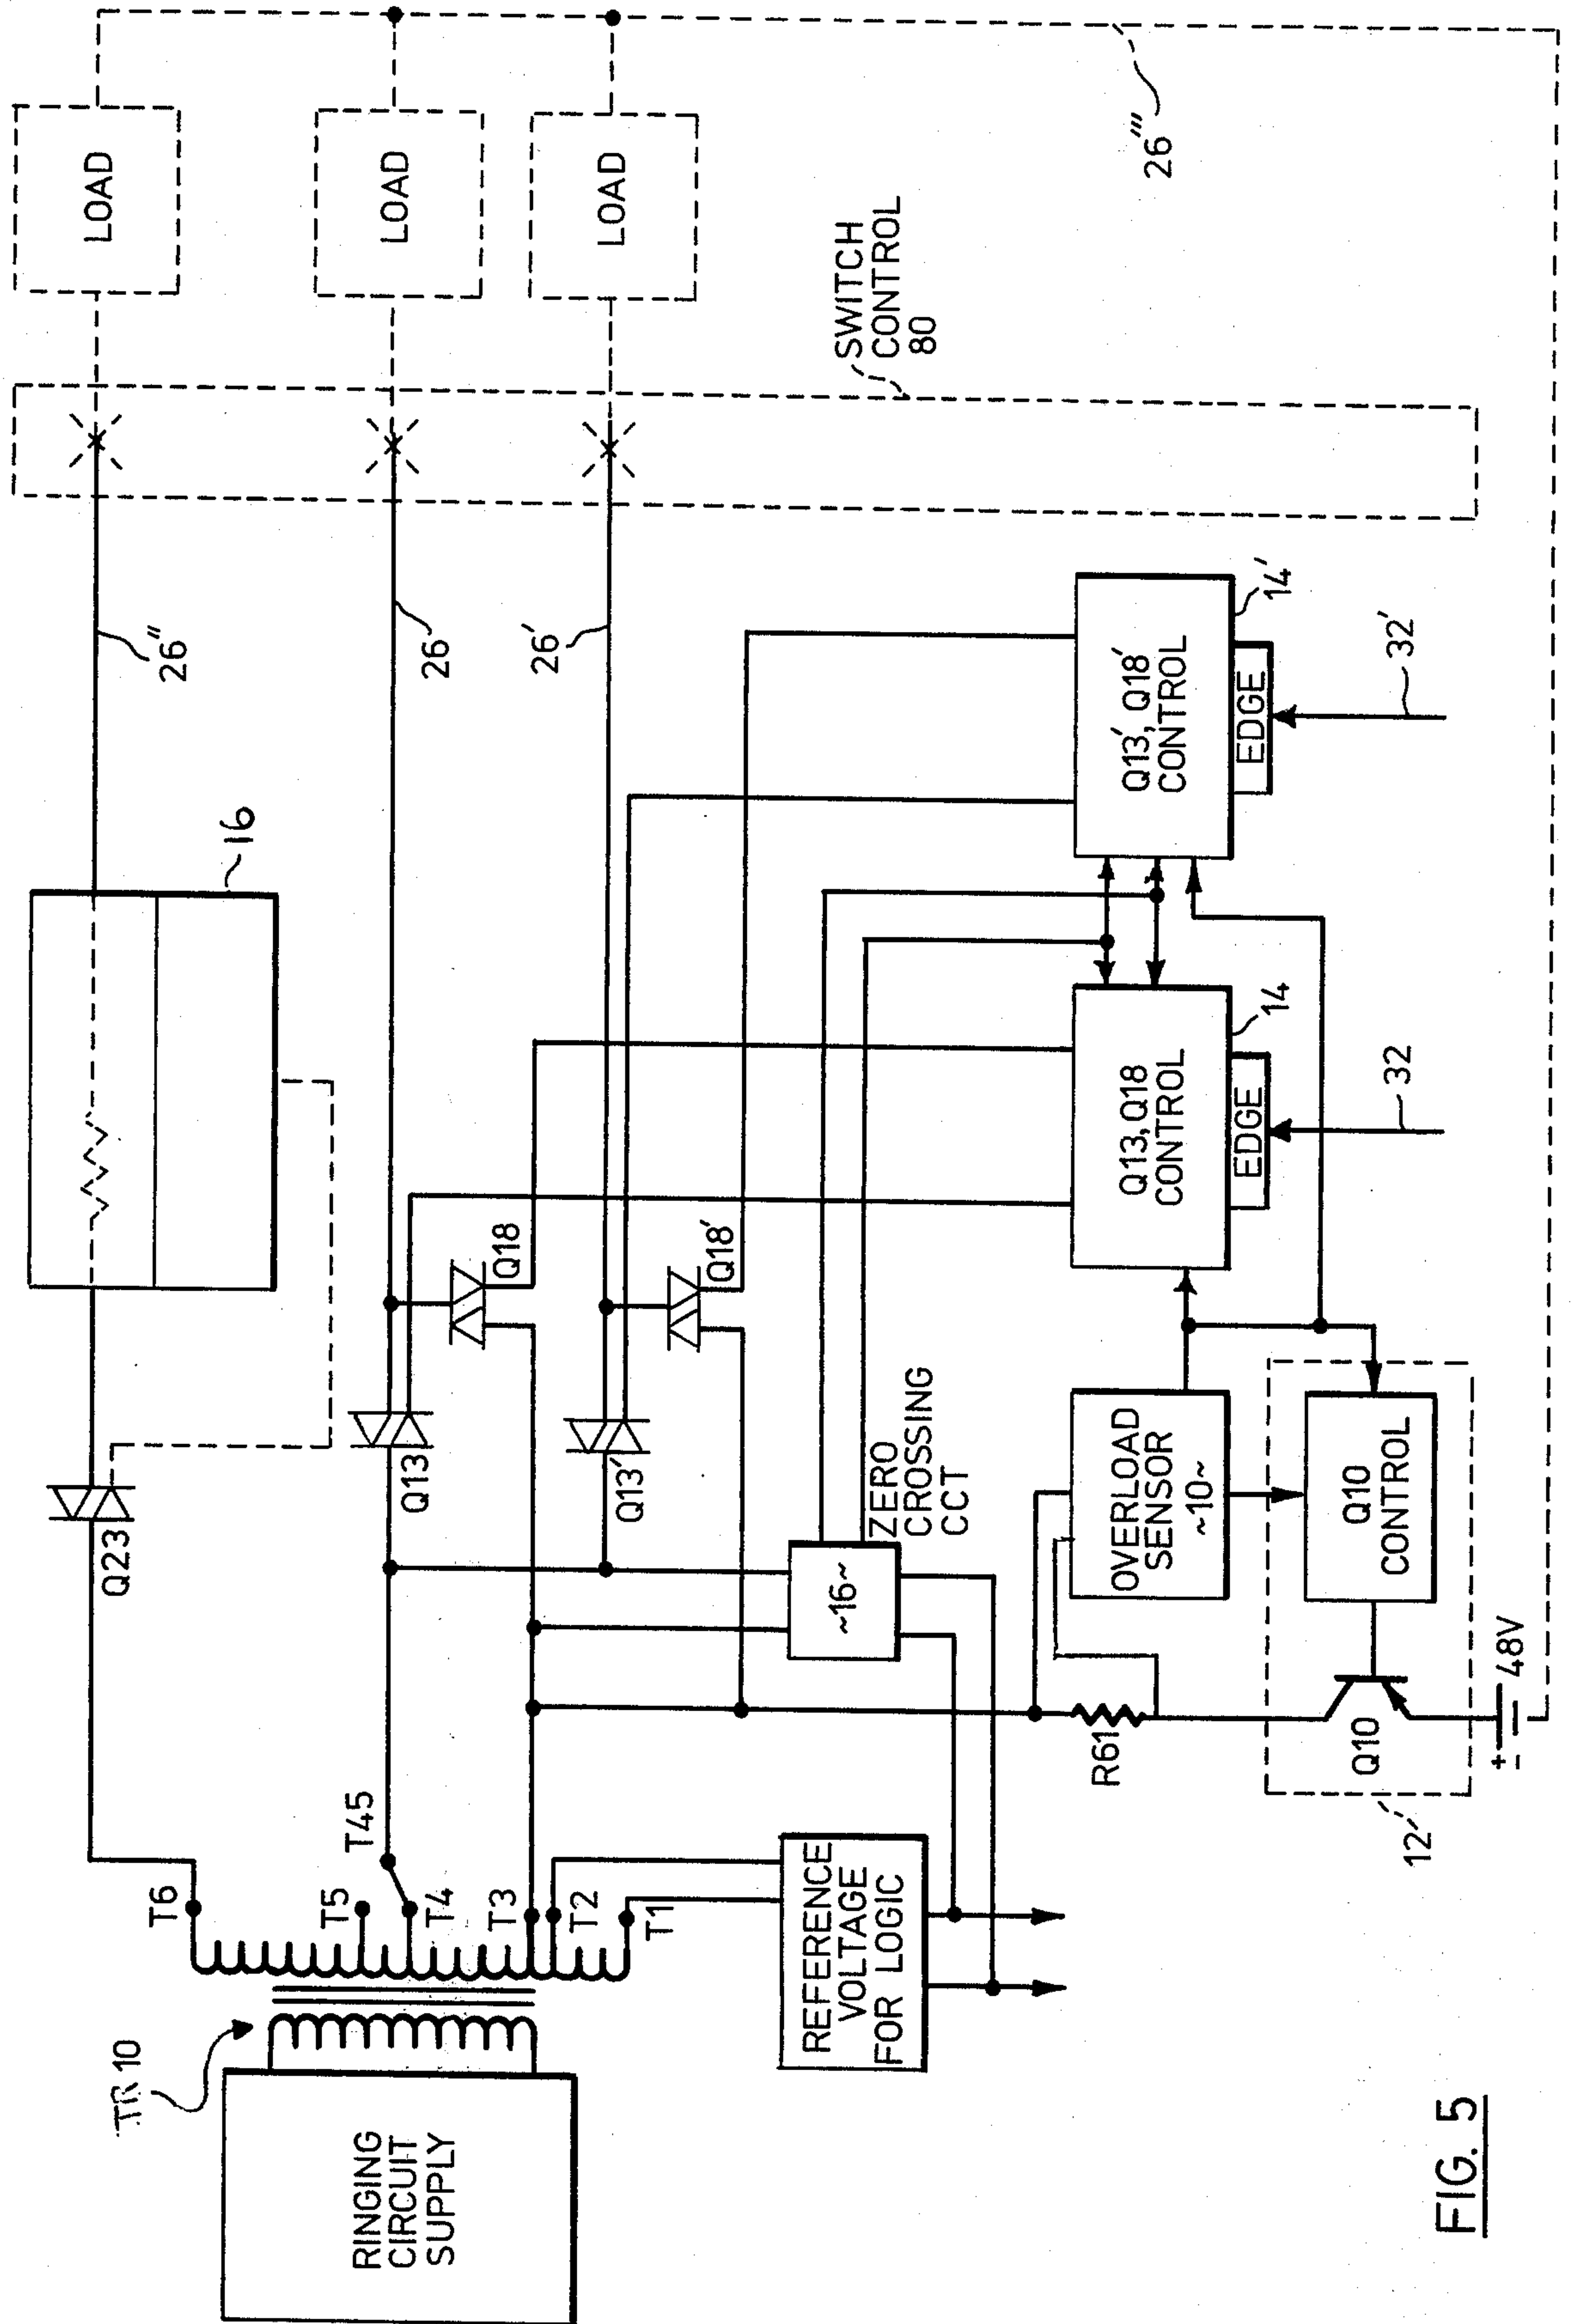 TR 10
RINGING
CIRCUIT
SUPPLY
T6
T5
T45
T4
T3
T2
T1
REFERENCE
VOLTAGE
FOR LOGIC
Q23
16
26''
LOAD
Q13
Q18
26
LOAD
Q13'
Q18'
26'
LOAD
SWITCH
CONTROL
80
26'''
~16~
ZERO
CROSSING
CCT
R61
OVERLOAD
SENSOR
~10~
Q13, Q18
CONTROL
14
EDGE
32
Q13', Q18'
CONTROL
14'
EDGE
32'
Q10
CONTROL
Q10
12'
+
-
48V
FIG. 5